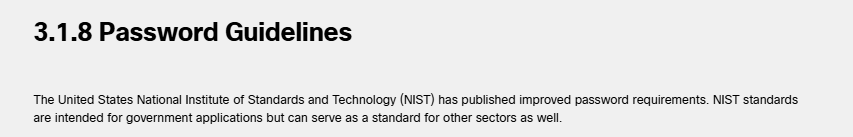 3.1.8 Password Guidelines
The United States National Institute of Standards and Technology (NIST) has published improved password requirements. NIST standards
are intended for government applications but can serve as a standard for other sectors as well.